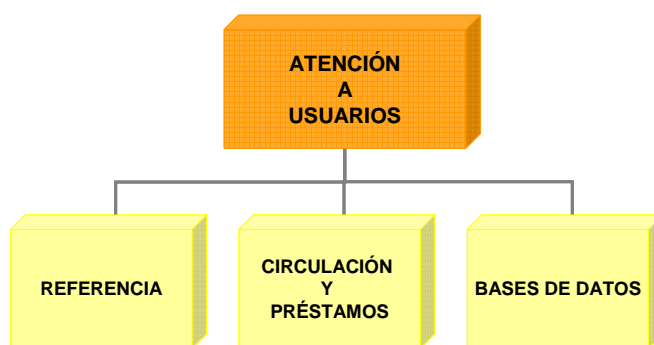 ATENCIÓN
A
USUARIOS
REFERENCIA
CIRCULACIÓN
Y
PRÉSTAMOS
BASES DE DATOS